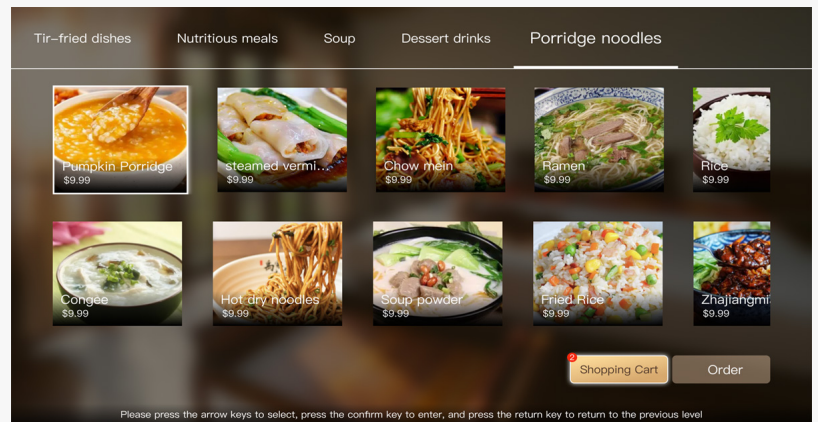 Tir-fried dishes
Nutritious meals
Soup
Dessert drinks
Porridge noodles
Pumpkin Porridge
$9.99
steamed vermi...
$9.99
Chow mein
$9.99
Ramen
$9.99
Rice
$9.99
Congee
$9.99
Hot dry noodles
$9.99
Soup powder
$9.99
Fried Rice
$9.99
Zhajiangmi
$9.99
2
Shopping Cart
Order
Please press the arrow keys to select, press the confirm key to enter, and press the return key to return to the previous level